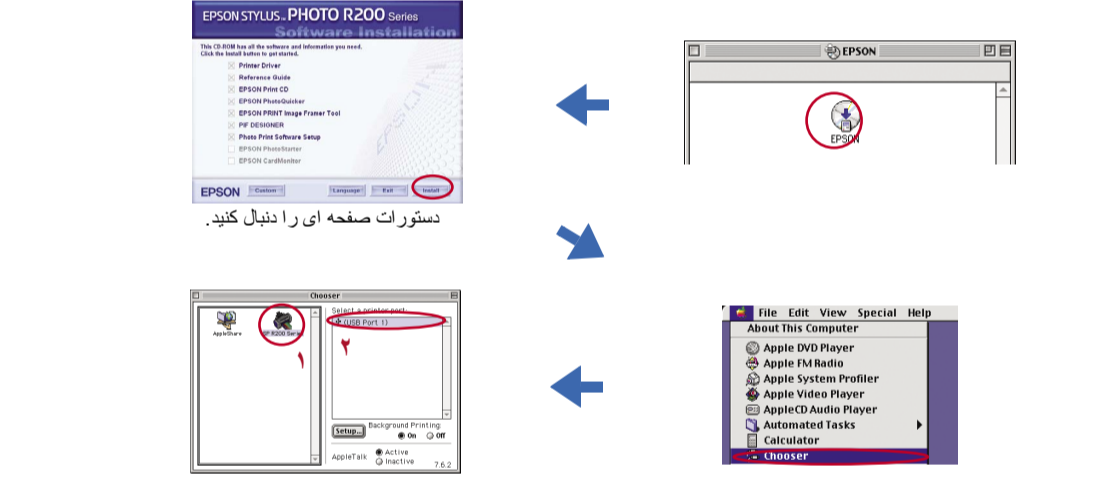 EPSON
EPSON
EPSON STYLUS™ PHOTO R200 Series
Software Installation
This CD-ROM has all the software and information you need.
Click the Install button to get started.
Printer Driver
Reference Guide
EPSON Print CD
EPSON PhotoQuicker
EPSON PRINT Image Framer Tool
PIF DESIGNER
Photo Print Software Setup
EPSON PhotoStarter
EPSON CardMonitor
EPSON Custom Language Exit Install
دستورات صفحه ای را دنبال کنید.
File Edit View Special Help
About This Computer
Apple DVD Player
Apple FM Radio
Apple System Profiler
Apple Video Player
AppleCD Audio Player
Automated Tasks
Calculator
Chooser
Chooser
Select a printer port:
(USB Port 1)
AppleShare
SP R200 Series
۱
۲
Background Printing:
Setup... On Off
AppleTalk Active
Inactive
7.6.2